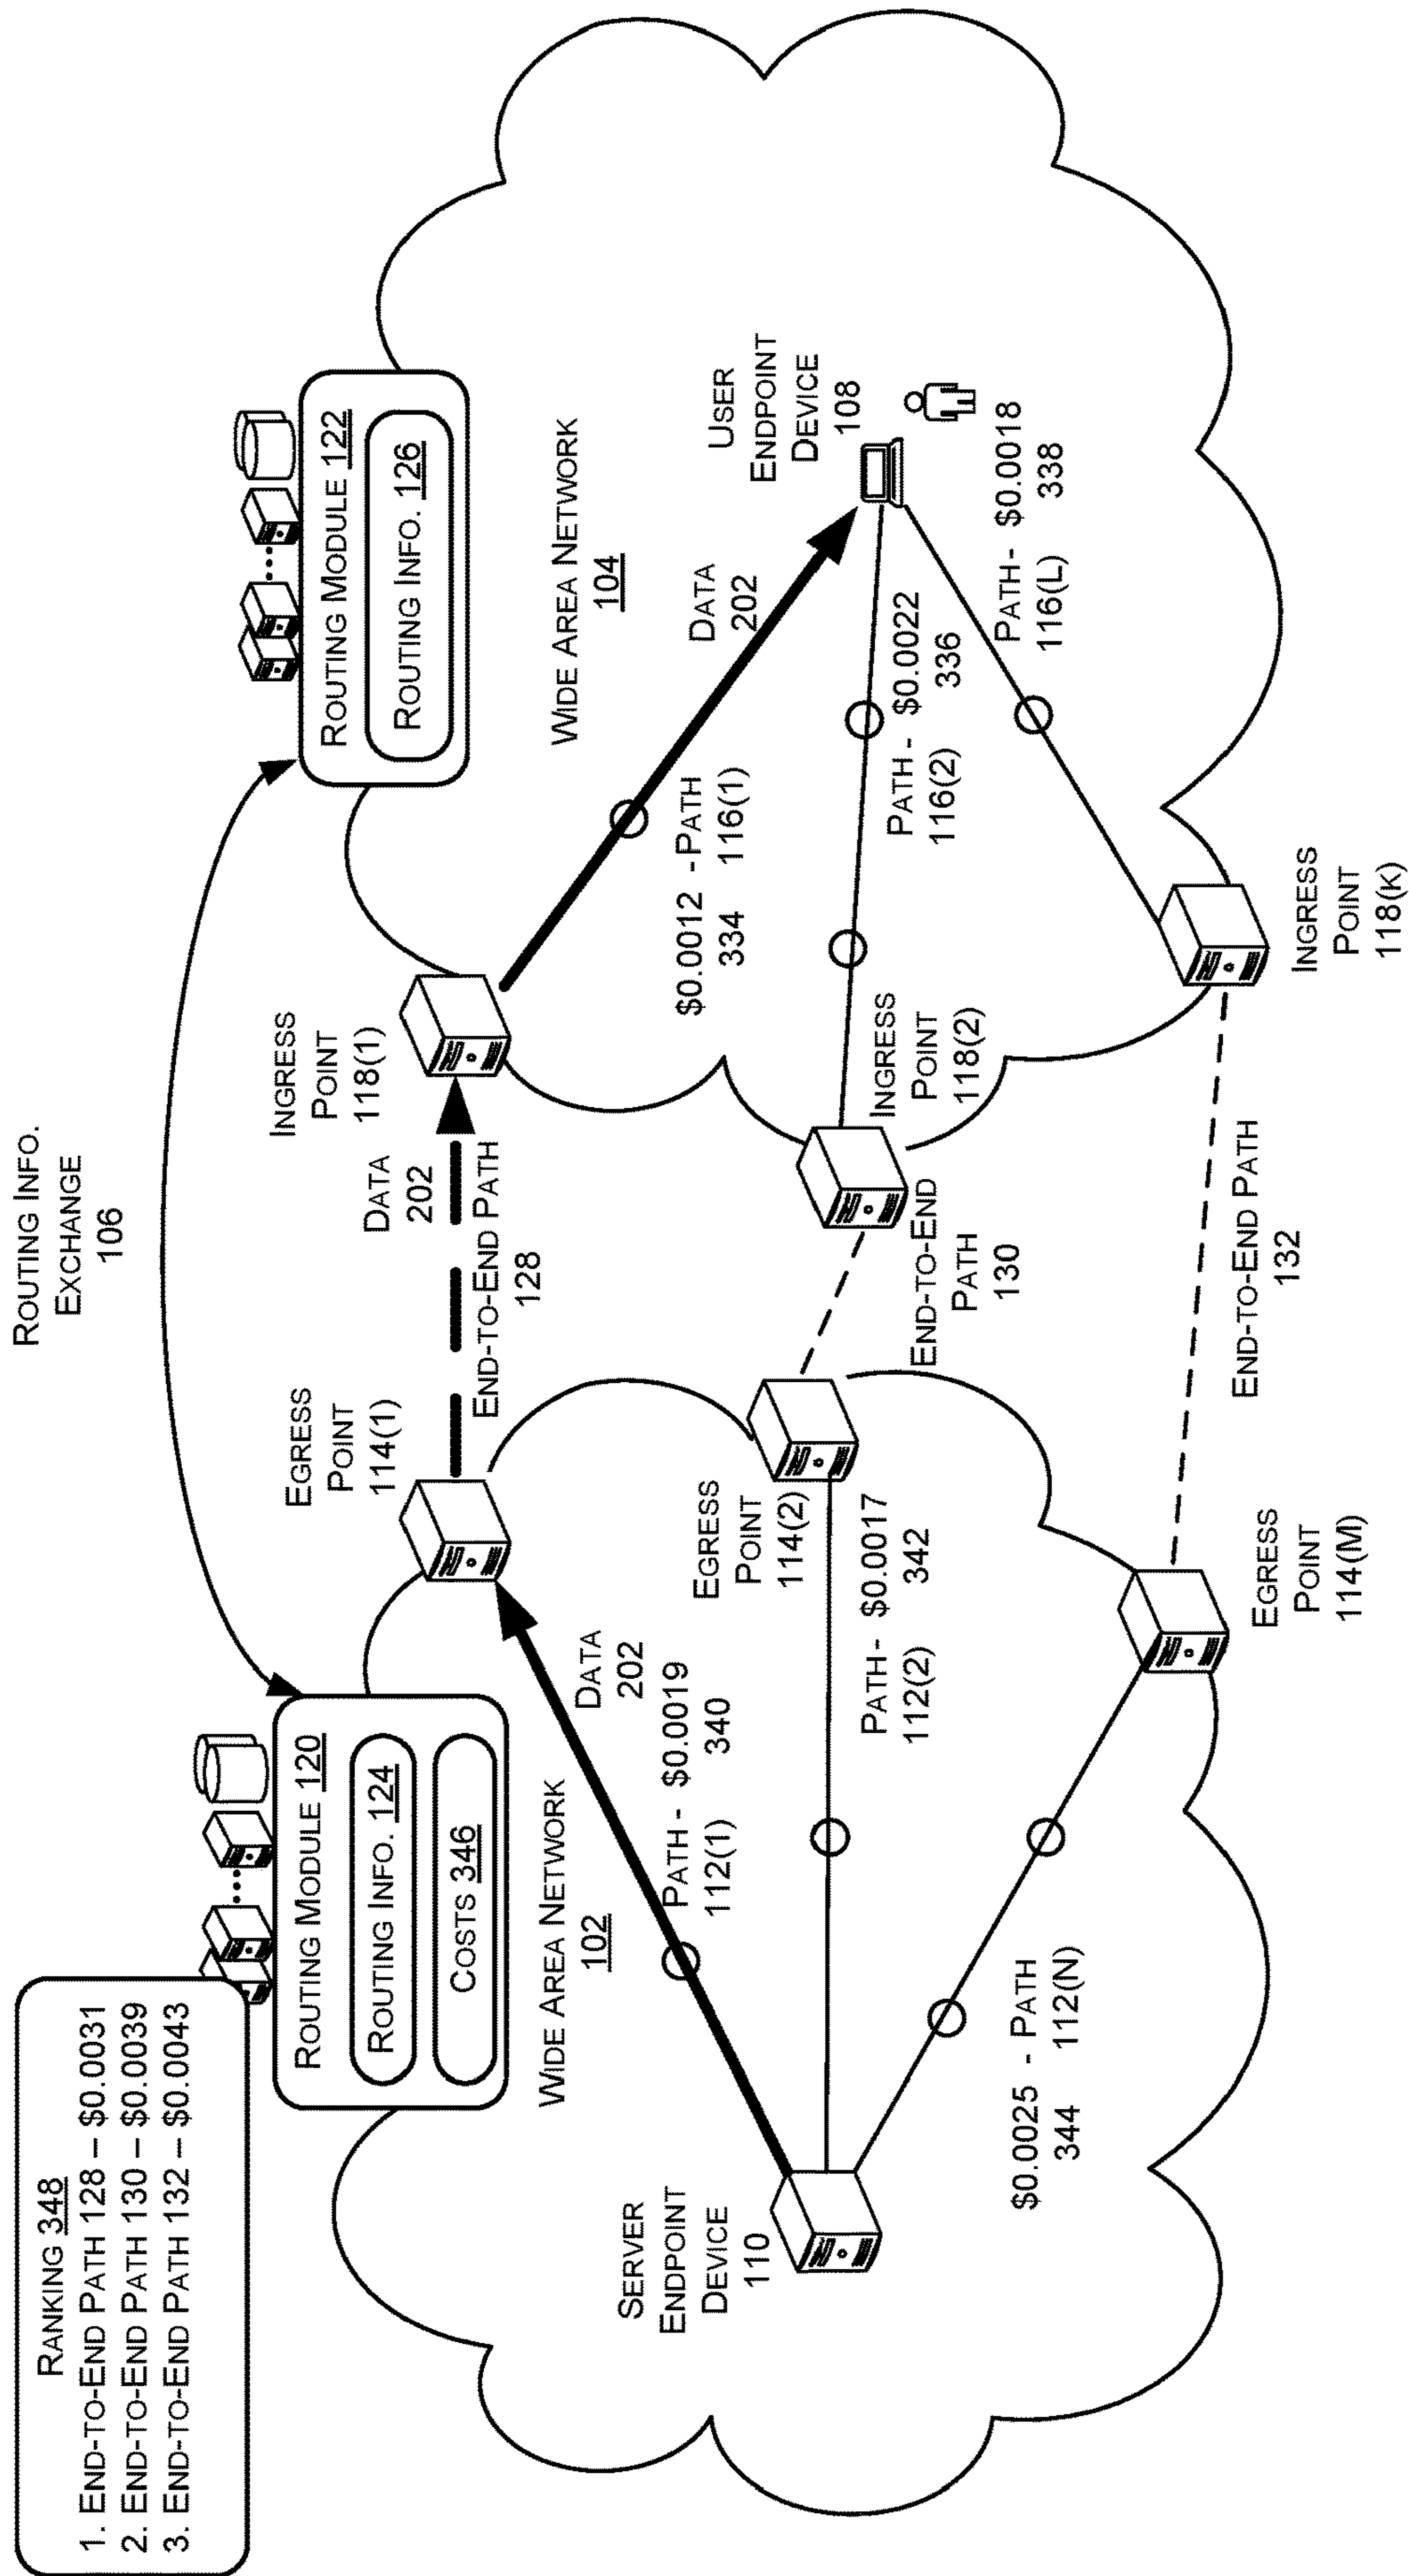 ROUTING INFO.
EXCHANGE
106
RANKING 348
1. END-TO-END PATH 128 – $0.0031
2. END-TO-END PATH 130 – $0.0039
3. END-TO-END PATH 132 – $0.0043
ROUTING MODULE 120
ROUTING INFO. 124
COSTS 346
WIDE AREA NETWORK
102
EGRESS
POINT
114(1)
DATA
202
END-TO-END PATH
128
INGRESS
POINT
118(1)
ROUTING MODULE 122
ROUTING INFO. 126
WIDE AREA NETWORK
104
SERVER
ENDPOINT
DEVICE
110
DATA
202
PATH - $0.0019
112(1) 340
EGRESS
POINT
114(2)
PATH - $0.0017
112(2) 342
$0.0025 - PATH
344 112(N)
EGRESS
POINT
114(M)
END-TO-END
PATH
130
END-TO-END PATH
132
INGRESS
POINT
118(2)
INGRESS
POINT
118(K)
$0.0012 - PATH
334 116(1)
DATA
202
PATH - $0.0022
116(2) 336
PATH - $0.0018
116(L) 338
USER
ENDPOINT
DEVICE
108